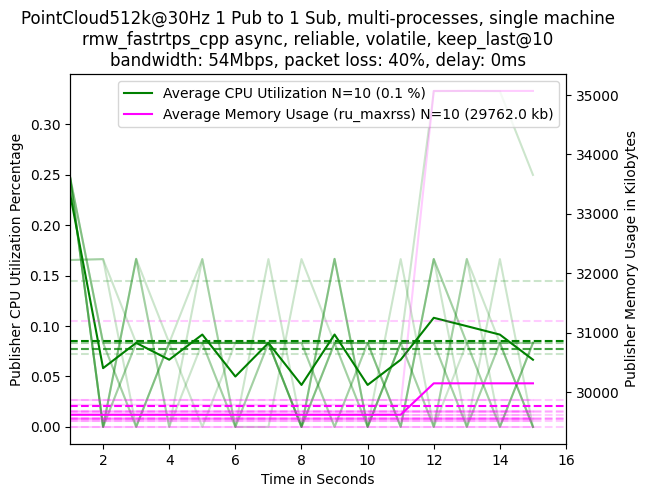 PointCloud512k@30Hz 1 Pub to 1 Sub, multi-processes, single machine
rmw_fastrtps_cpp async, reliable, volatile, keep_last@10
bandwidth: 54Mbps, packet loss: 40%, delay: 0ms
Average CPU Utilization N=10 (0.1 %)
Average Memory Usage (ru_maxrss) N=10 (29762.0 kb)
Publisher CPU Utilization Percentage
0.30
0.25
0.20
0.15
0.10
0.05
0.00
35000
34000
33000
32000
31000
30000
Publisher Memory Usage in Kilobytes
2 4 6 8 10 12 14 16
Time in Seconds